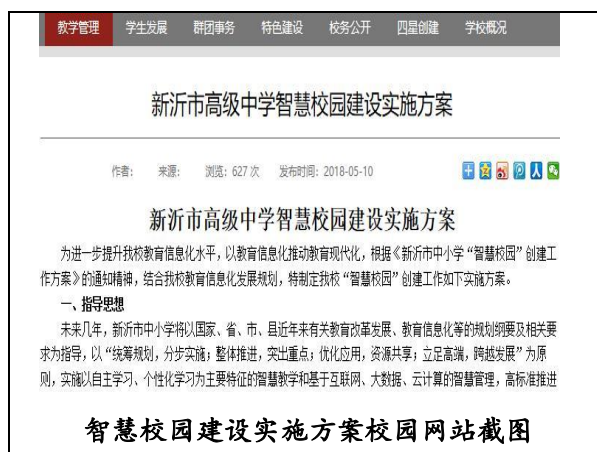 教学管理 学生发展 群团事务 特色建设 校务公开 四星创建 学校概况
新沂市高级中学智慧校园建设实施方案
作者： 来源： 浏览：627 次 发布时间：2018-05-10
新沂市高级中学智慧校园建设实施方案
为进一步提升我校教育信息化水平，以教育信息化推动教育现代化，根据《新沂市中小学“智慧校园”创建工
作方案》的通知精神，结合我校教育信息化发展规划，特制定我校“智慧校园”创建工作如下实施方案。
一、指导思想
未来几年，新沂市中小学将以国家、省、市、县近年来有关教育改革发展、教育信息化等的规划纲要及相关要
求为指导，以“统筹规划，分步实施；整体推进，突出重点；优化应用，资源共享；立足高端，跨越发展”为原
则，实施以自主学习、个性化学习为主要特征的智慧教学和基于互联网、大数据、云计算的智慧管理，高标准推进
智慧校园建设实施方案校园网站截图